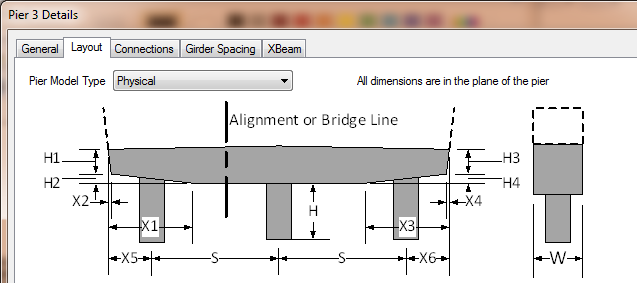 Pier 3 Details
General Layout Connections Girder Spacing XBeam
Pier Model Type Physical All dimensions are in the plane of the pier
Alignment or Bridge Line
H1 H3
H2 H4
X2 X4
H
X1 X3
X5 S S X6 W